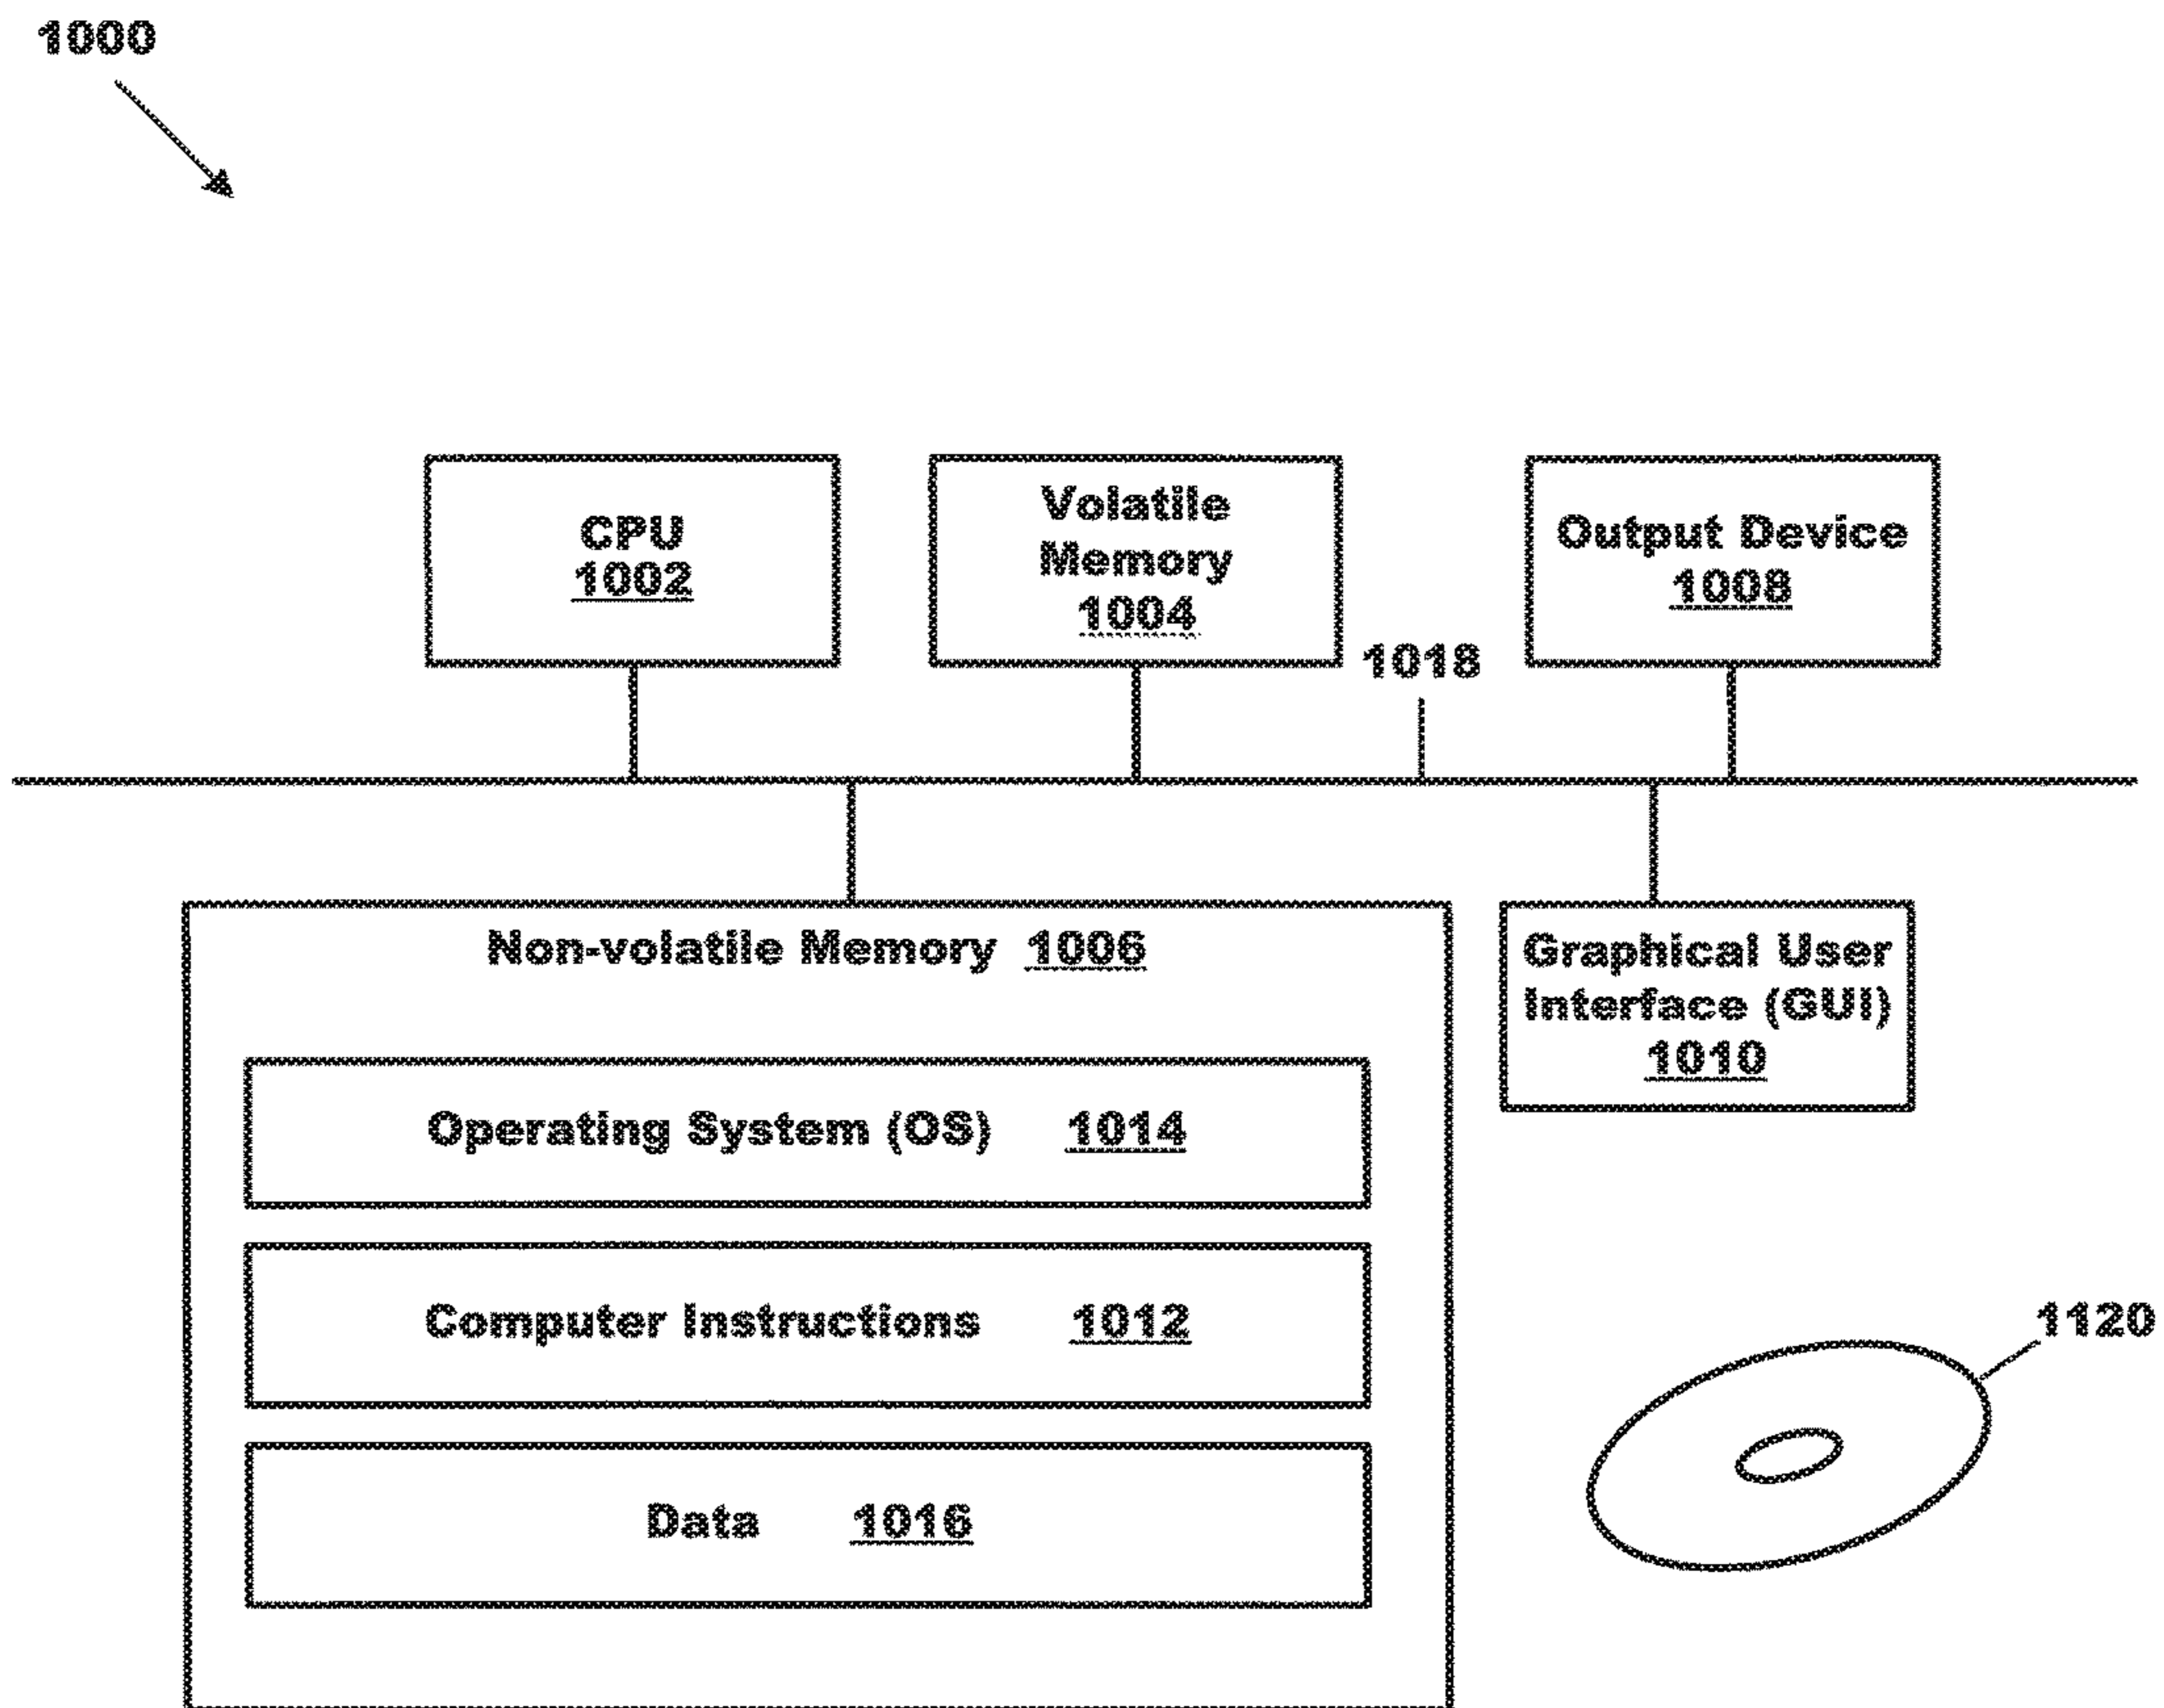 1000
CPU
1002
Volatile
Memory
1004
Output Device
1008
1018
Non-volatile Memory 1006
Graphical User
Interface (GUI)
1010
Operating System (OS) 1014
Computer Instructions 1012
Data 1016
1120